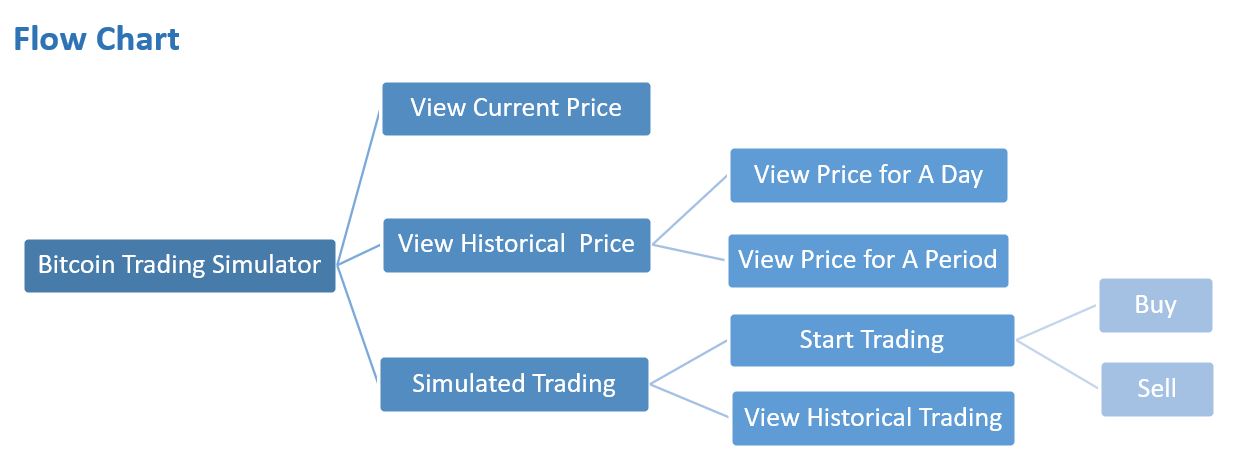 Flow Chart
View Current Price
View Price for A Day
View Historical  Price
View Price for A Period
Bitcoin Trading Simulator
Buy
Start Trading
Simulated Trading
Sell
View Historical Trading